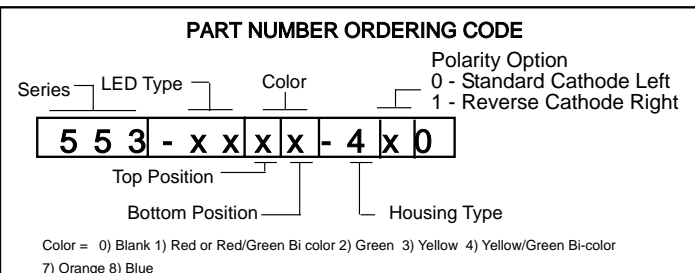 PART NUMBER ORDERING CODE
Polarity Option
0 - Standard Cathode Left
1 - Reverse Cathode Right
Series LED Type Color
5 5 3 - x x x x - 4 x 0
Top Position
Bottom Position Housing Type
Color = 0) Blank 1) Red or Red/Green Bi color 2) Green 3) Yellow 4) Yellow/Green Bi-color
7) Orange 8) Blue